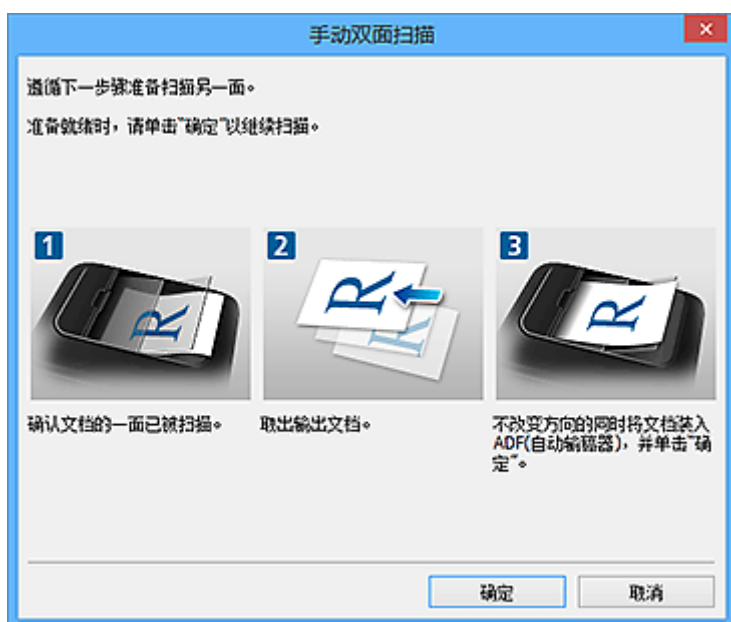 手动双面扫描
遵循下一步骤准备扫描另一面。
准备就绪时，请单击"确定"以继续扫描。
1
2
3
R
R
R
R
确认文档的一面已被扫描。
取出输出文档。
不改变方向的同时将文档装入
ADF(自动输稿器)，并单击"确
定"。
确定
取消